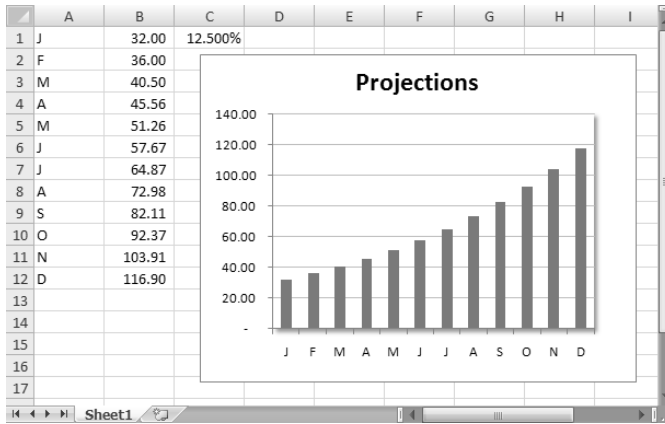 A B C D E F G H I
1 J 32.00 12.500%
2 F 36.00
3 M 40.50
4 A 45.56
5 M 51.26
6 J 57.67
7 J 64.87
8 A 72.98
9 S 82.11
10 O 92.37
11 N 103.91
12 D 116.90
13
14
15
16
17
Projections
140.00
120.00
100.00
80.00
60.00
40.00
20.00
-
J F M A M J J A S O N D
Sheet1